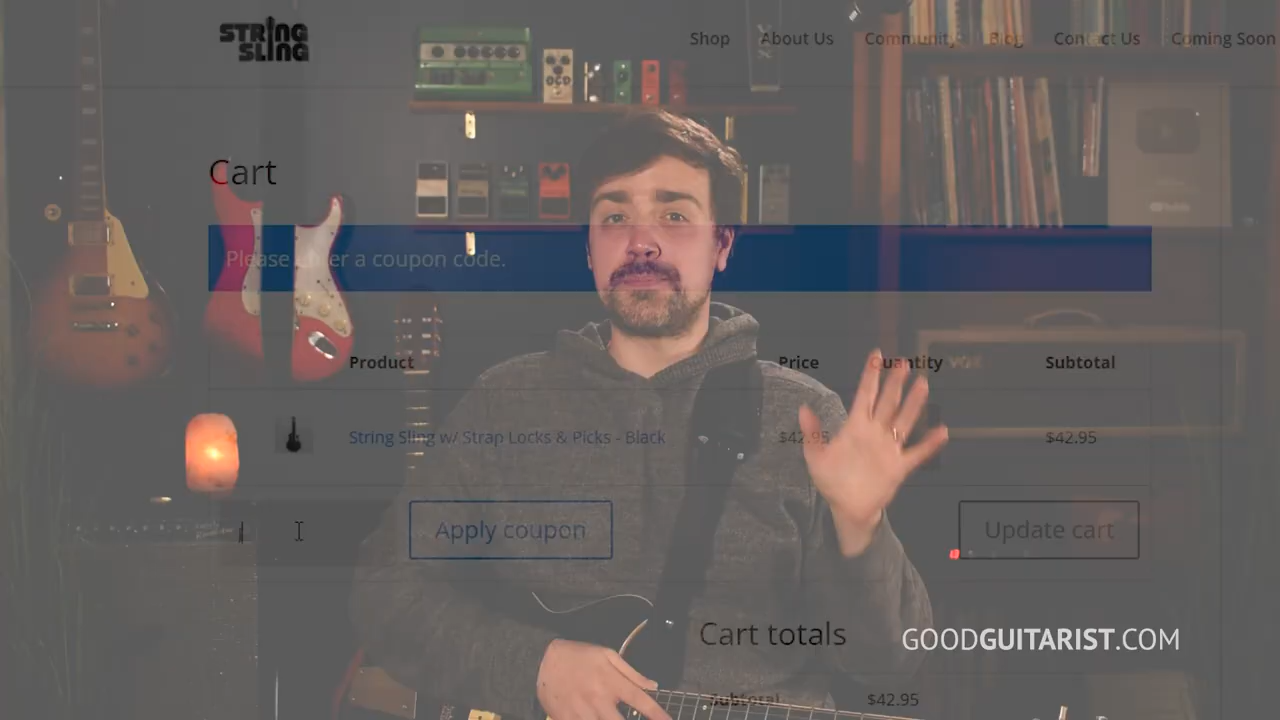 STRING
SLING
Shop About Us Community Blog Contact Us Coming Soon
OCD
Cart
Please enter a coupon code.
Product Price Quantity Subtotal
VOX
String Sling w/ Strap Locks & Picks - Black $42.95 $42.95
Apply coupon Update cart
Cart totals
GOODGUITARIST.COM
Subtotal $42.95